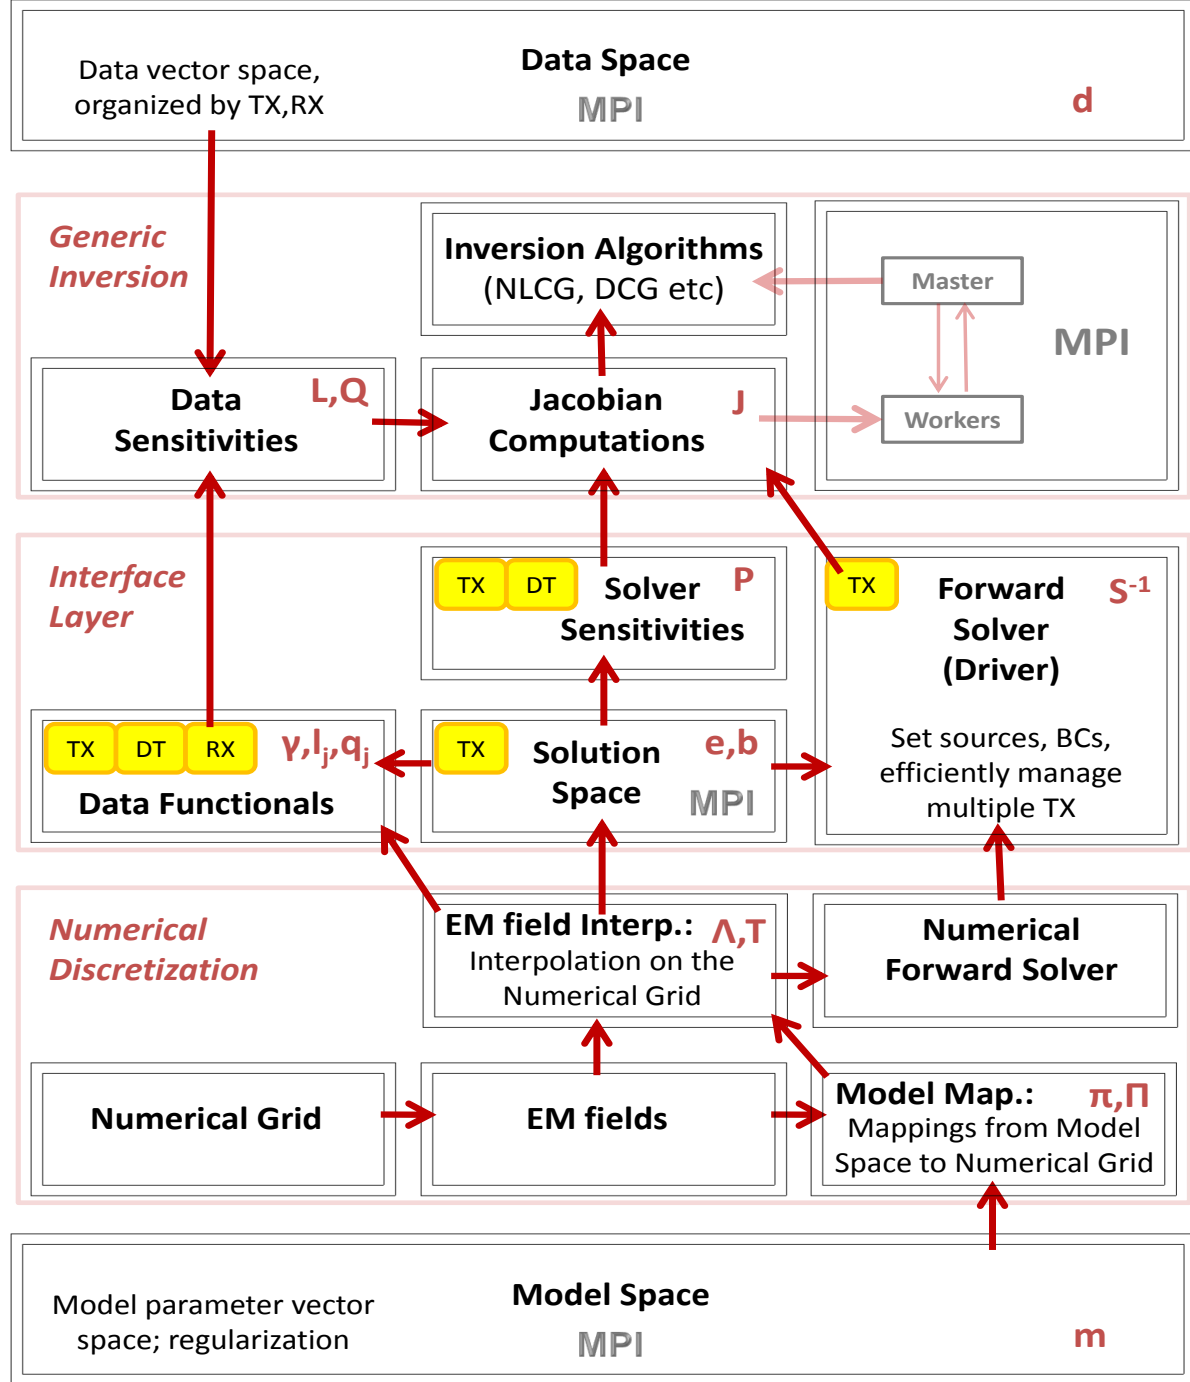 Data Space
Data vector space,
organized by TX,RX
MPI
d
Generic
Inversion
Inversion Algorithms
(NLCG, DCG etc)
Master
MPI
Workers
Data
Sensitivities
L,Q
Jacobian
Computations
J
Interface
Layer
TX
DT
Solver
Sensitivities
P
TX
Forward
Solver
(Driver)
S⁻¹
Set sources, BCs,
efficiently manage
multiple TX
TX
DT
RX
γ,lⱼ,qⱼ
Data Functionals
TX
Solution
Space
e,b
MPI
Numerical
Discretization
EM field Interp.:
Λ,T
Interpolation on the
Numerical Grid
Numerical
Forward Solver
Numerical Grid
EM fields
Model Map.:
π,Π
Mappings from Model
Space to Numerical Grid
Model Space
Model parameter vector
space; regularization
MPI
m